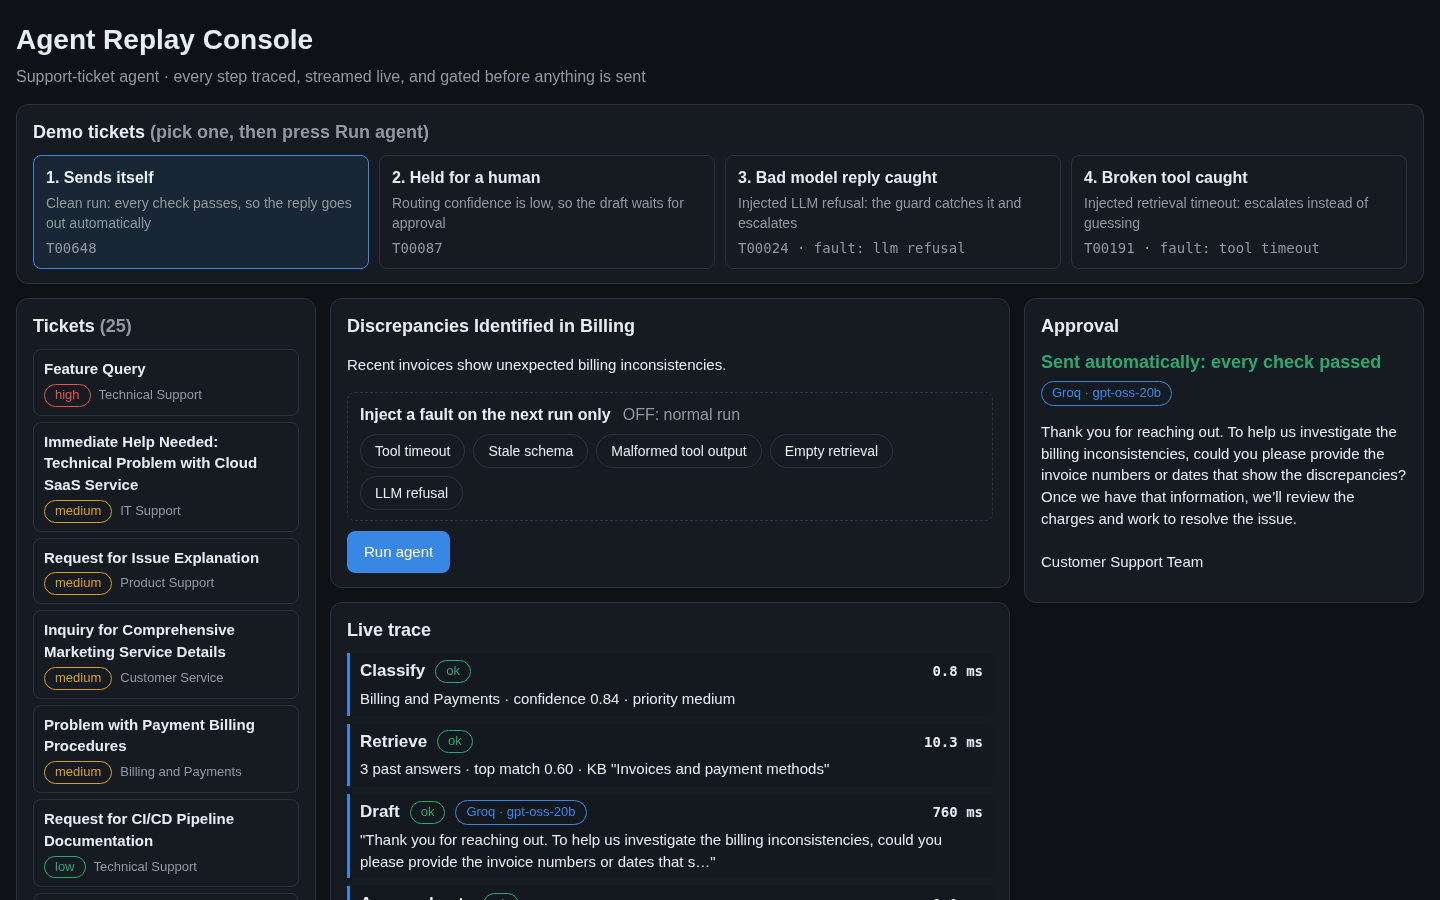 Agent Replay Console
Support-ticket agent · every step traced, streamed live, and gated before anything is sent
Demo tickets (pick one, then press Run agent)
1. Sends itself
Clean run: every check passes, so the reply goes
out automatically
T00648
2. Held for a human
Routing confidence is low, so the draft waits for
approval
T00087
3. Bad model reply caught
Injected LLM refusal: the guard catches it and
escalates
T00024 · fault: llm refusal
4. Broken tool caught
Injected retrieval timeout: escalates instead of
guessing
T00191 · fault: tool timeout
Tickets (25)
Feature Query
high Technical Support
Immediate Help Needed:
Technical Problem with Cloud
SaaS Service
medium IT Support
Request for Issue Explanation
medium Product Support
Inquiry for Comprehensive
Marketing Service Details
medium Customer Service
Problem with Payment Billing
Procedures
medium Billing and Payments
Request for CI/CD Pipeline
Documentation
low Technical Support
Discrepancies Identified in Billing
Recent invoices show unexpected billing inconsistencies.
Inject a fault on the next run only OFF: normal run
Tool timeout Stale schema Malformed tool output Empty retrieval
LLM refusal
Run agent
Live trace
Classify ok 0.8 ms
Billing and Payments · confidence 0.84 · priority medium
Retrieve ok 10.3 ms
3 past answers · top match 0.60 · KB "Invoices and payment methods"
Draft ok Groq · gpt-oss-20b 760 ms
"Thank you for reaching out. To help us investigate the billing inconsistencies, could you
please provide the invoice numbers or dates that s…"
Approval
Sent automatically: every check passed
Groq · gpt-oss-20b
Thank you for reaching out. To help us investigate the
billing inconsistencies, could you please provide the
invoice numbers or dates that show the discrepancies?
Once we have that information, we’ll review the
charges and work to resolve the issue.
Customer Support Team